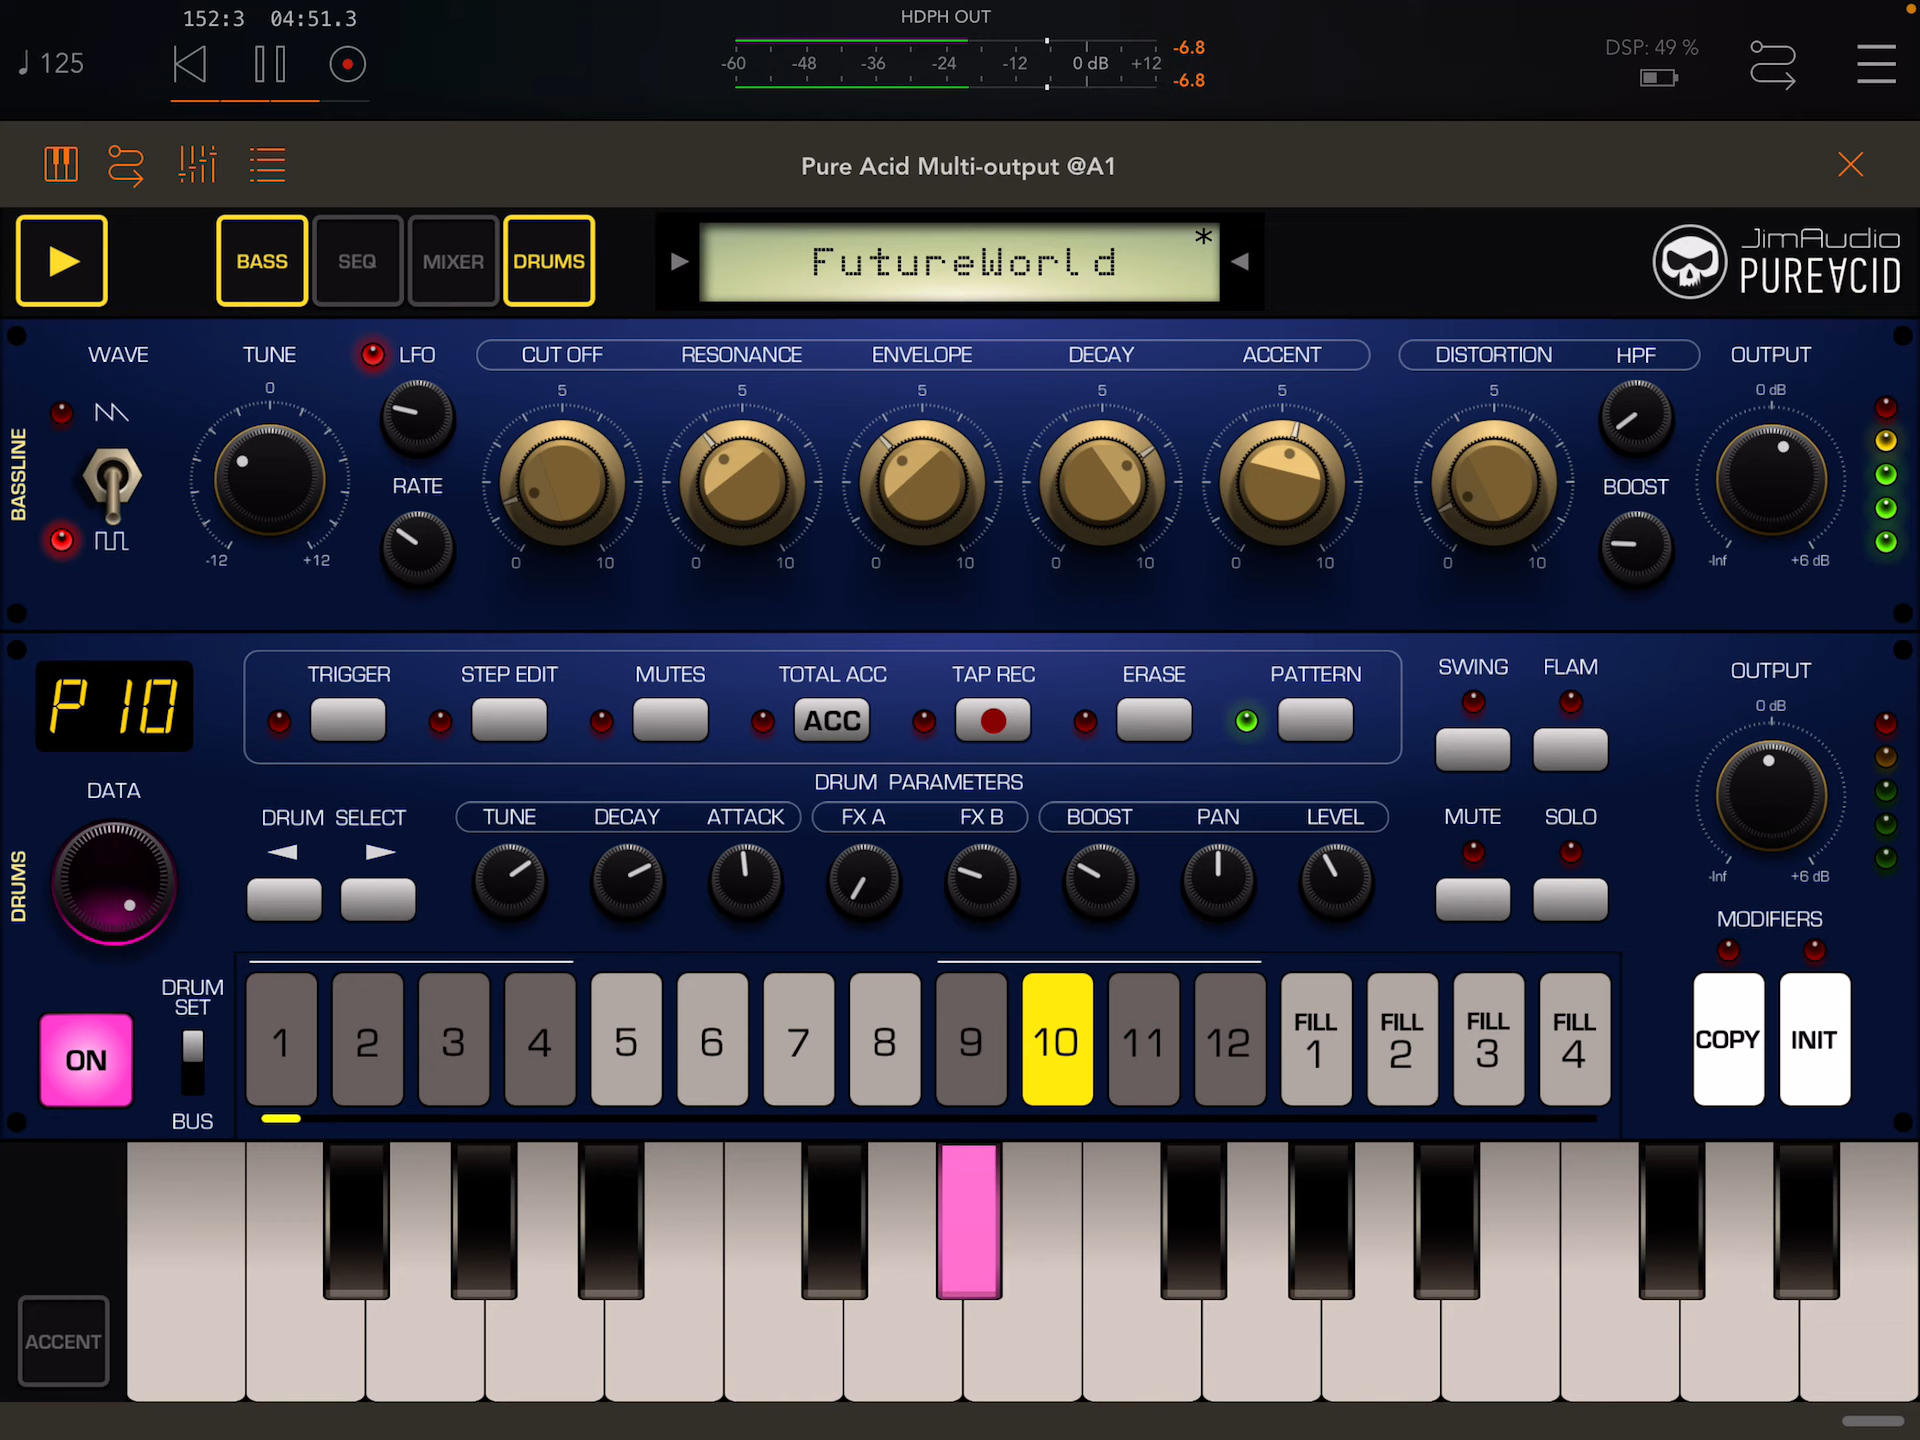 152:3 04:51.3
HDPH OUT
♩ 125
-60 -48 -36 -24 -12 0 dB +12
-6.8
-6.8
DSP: 49 %
Pure Acid Multi-output @A1
BASS SEQ MIXER DRUMS
FutureWorld *
JimAudio
PUREACID
BASSLINE
WAVE TUNE LFO CUT OFF RESONANCE ENVELOPE DECAY ACCENT DISTORTION HPF OUTPUT
0 5 5 5 5 5 5 0 dB
RATE BOOST
-12 +12 0 10 0 10 0 10 0 10 0 10 0 10 -Inf +6 dB
DRUMS
P 10
TRIGGER STEP EDIT MUTES TOTAL ACC TAP REC ERASE PATTERN SWING FLAM OUTPUT
ACC
0 dB
DATA
DRUM PARAMETERS
DRUM SELECT TUNE DECAY ATTACK FX A FX B BOOST PAN LEVEL MUTE SOLO
-Inf +6 dB
MODIFIERS
DRUM
SET
ON
BUS
1 2 3 4 5 6 7 8 9 10 11 12
FILL
1
FILL
2
FILL
3
FILL
4
COPY INIT
ACCENT